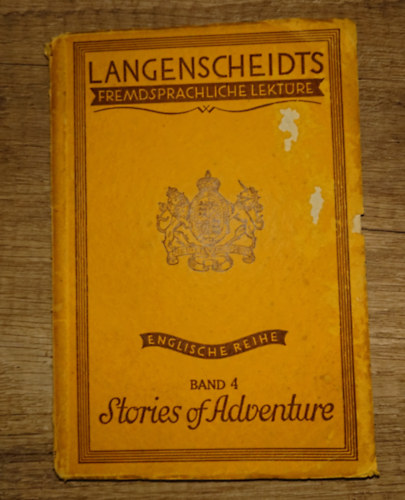 LANGENSCHEIDTS
FREMDSPRACHLICHE LEKTÜRE
ENGLISCHE REIHE
BAND 4
Stories of Adventure